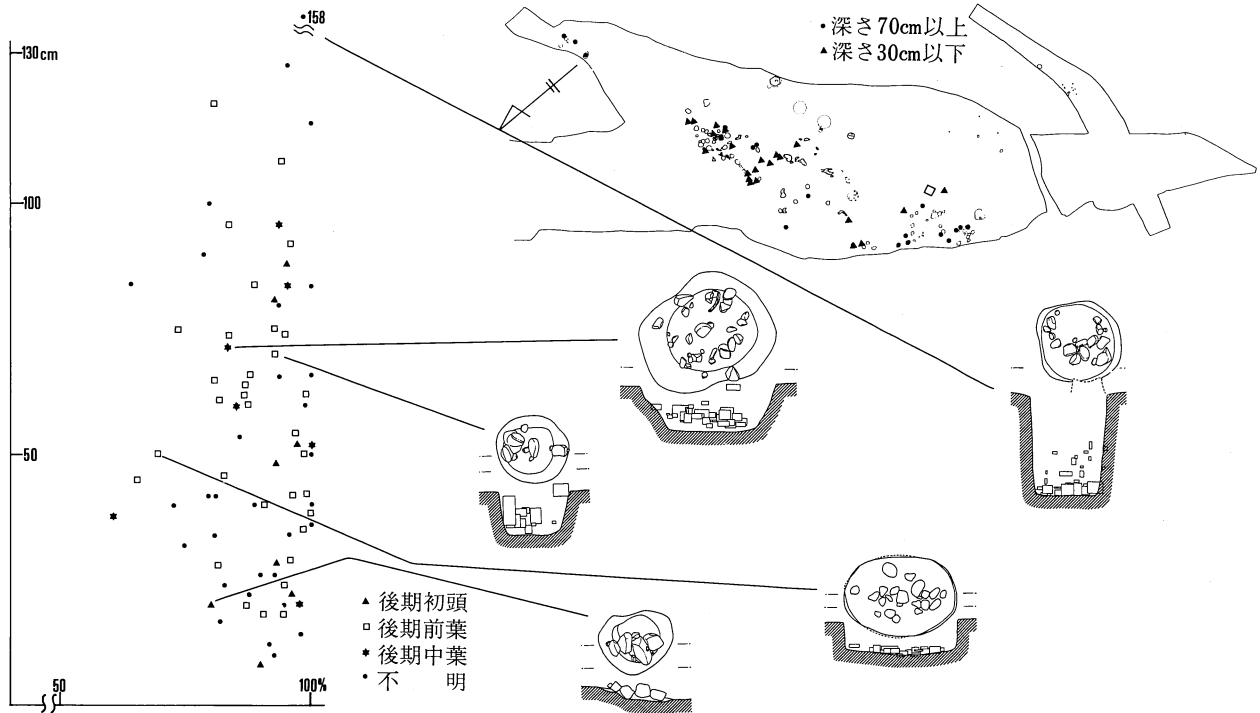 158
130cm
100
50
50
100%
▲ 後期初頭
□ 後期前葉
✶ 後期中葉
• 不 明
• 深さ70cm以上
▲ 深さ30cm以下